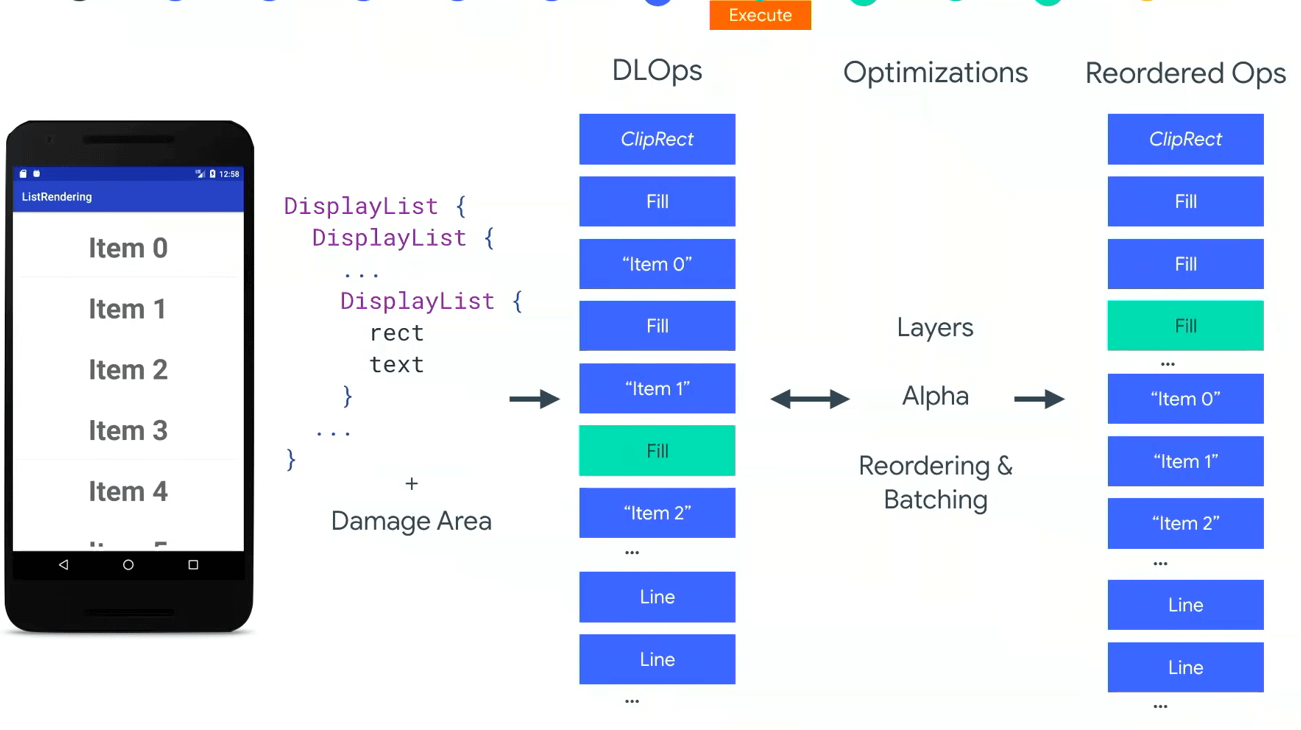 Execute
DLOps
Optimizations
Reordered Ops
12:58
ListRendering
Item 0
Item 1
Item 2
Item 3
Item 4
DisplayList {
DisplayList {
...
DisplayList {
rect
text
}
...
}
+
Damage Area
ClipRect
Fill
“Item 0”
Fill
“Item 1”
Fill
“Item 2”
...
Line
Line
...
Layers
Alpha
Reordering &
Batching
ClipRect
Fill
Fill
Fill
...
“Item 0”
“Item 1”
“Item 2”
...
Line
Line
...